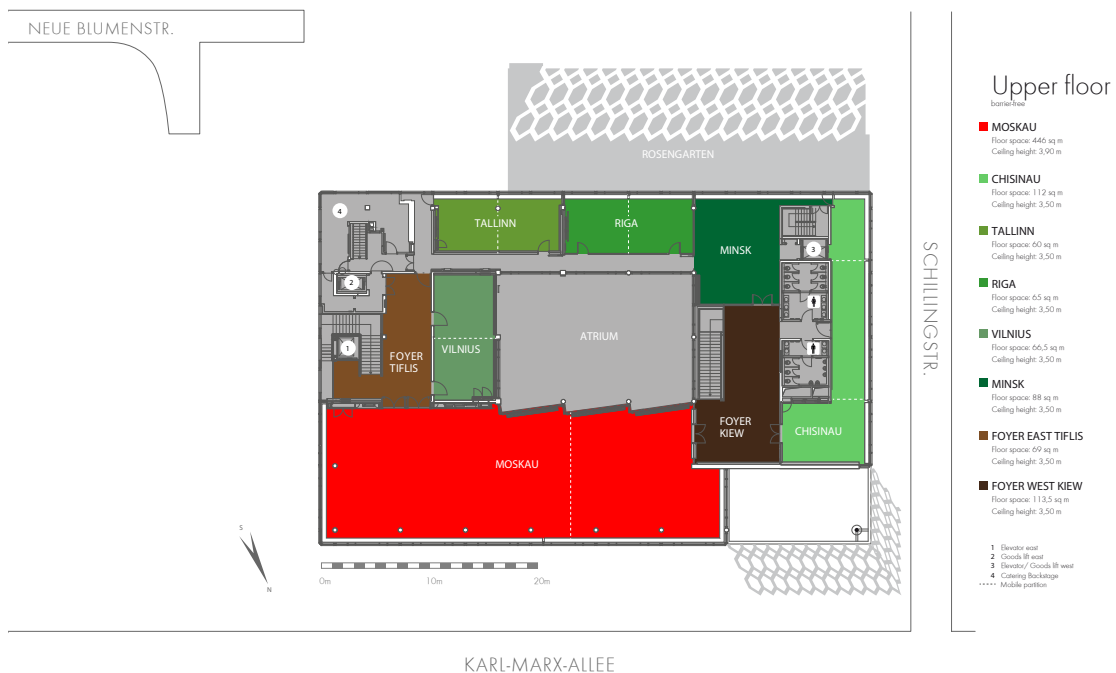 NEUE BLUMENSTR.
ROSENGARTEN
4
TALLINN
RIGA
MINSK
3
2
1
FOYER
TIFLIS
VILNIUS
ATRIUM
FOYER
KIEW
CHISINAU
MOSKAU
S
N
0m
10m
20m
SCHILLINGSTR.
KARL-MARX-ALLEE
Upper floor
barrier-free
MOSKAU
Floor space: 446 sq m
Ceiling height: 3,90 m
CHISINAU
Floor space: 112 sq m
Ceiling height: 3,50 m
TALLINN
Floor space: 60 sq m
Ceiling height: 3,50 m
RIGA
Floor space: 65 sq m
Ceiling height: 3,50 m
VILNIUS
Floor space: 66,5 sq m
Ceiling height: 3,50 m
MINSK
Floor space: 88 sq m
Ceiling height: 3,50 m
FOYER EAST TIFLIS
Floor space: 69 sq m
Ceiling height: 3,50 m
FOYER WEST KIEW
Floor space: 113,5 sq m
Ceiling height: 3,50 m
1 Elevator east
2 Goods lift east
3 Elevator/ Goods lift west
4 Catering Backstage
Mobile partition